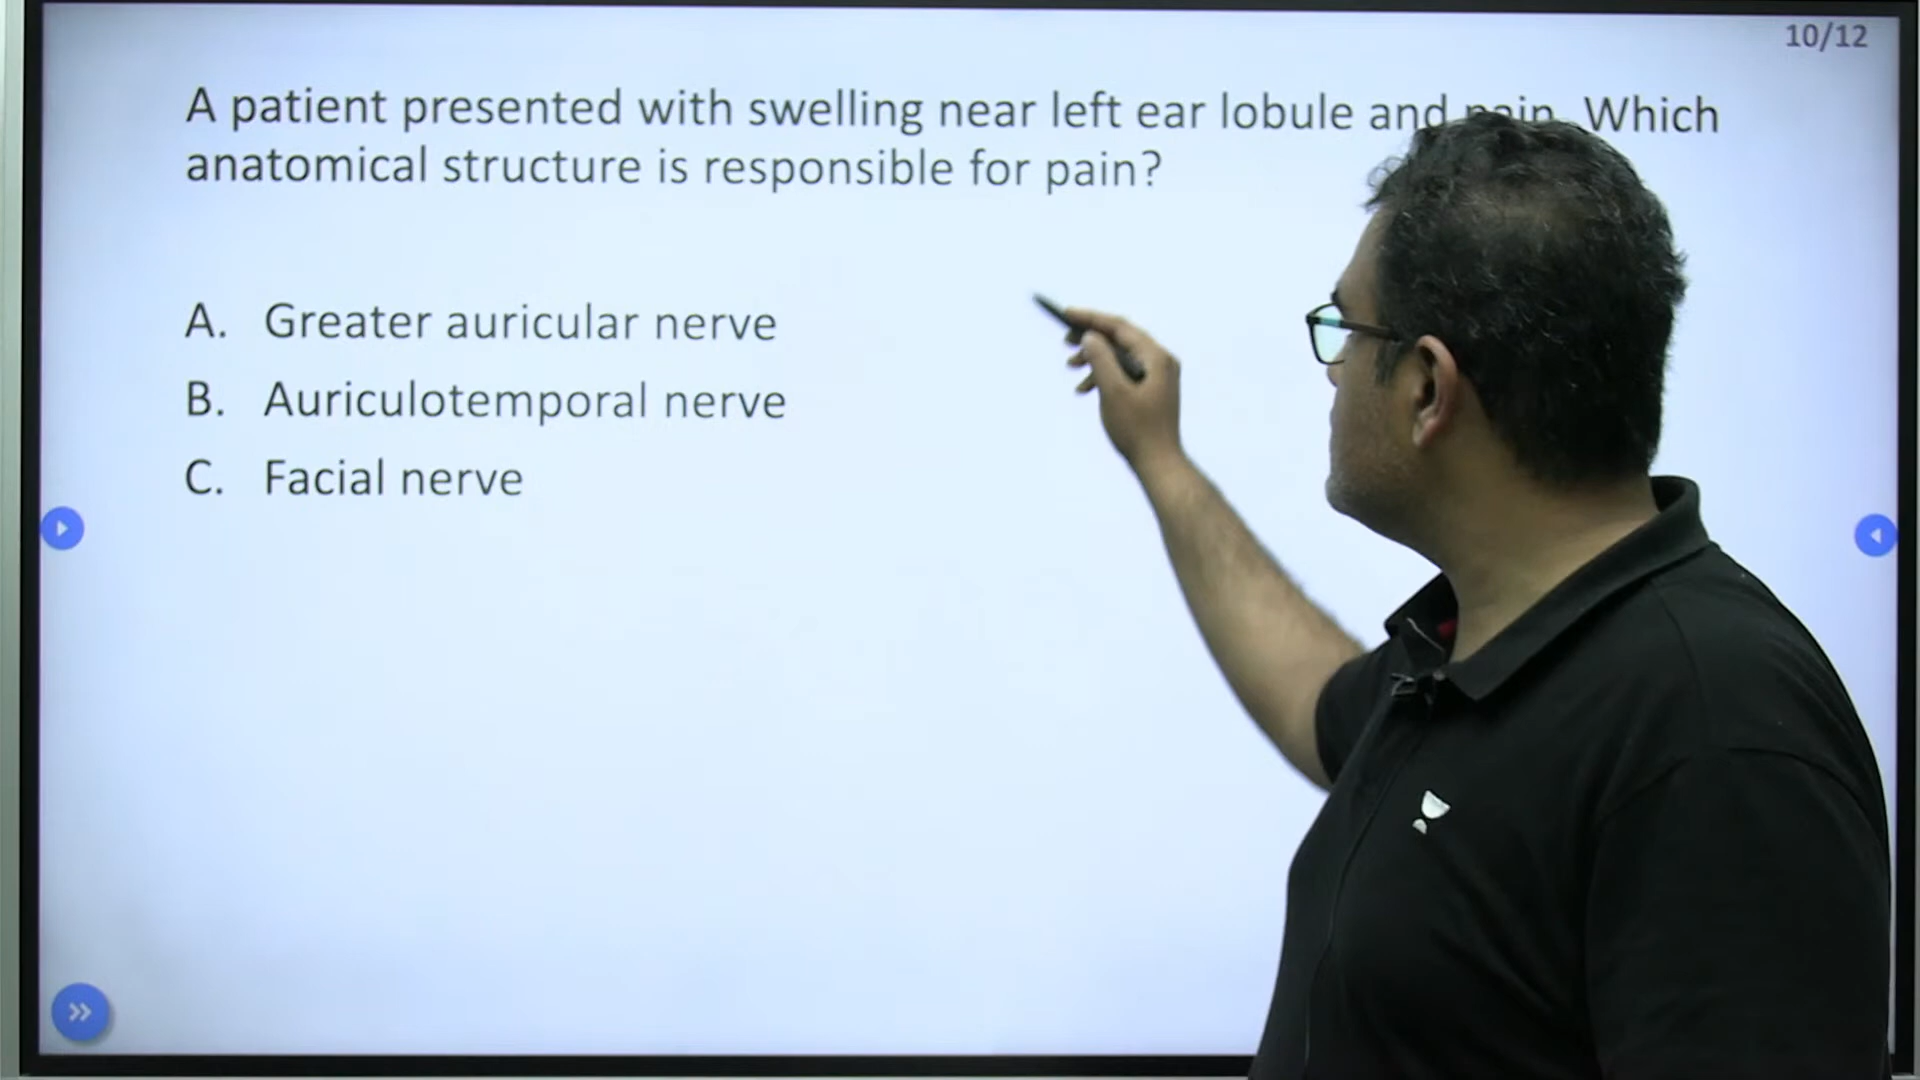 10/12
A patient presented with swelling near left ear lobule and pain. Which
anatomical structure is responsible for pain?
A. Greater auricular nerve
B. Auriculotemporal nerve
C. Facial nerve